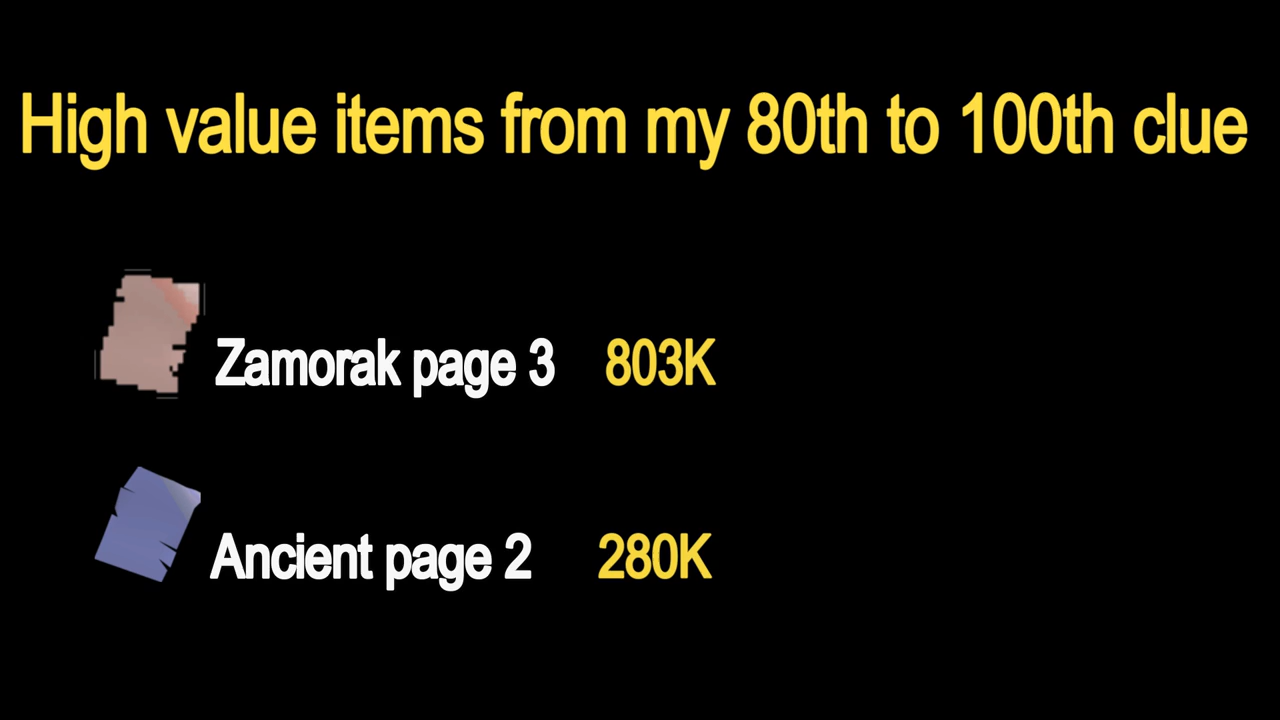 High value items from my 80th to 100th clue
Zamorak page 3 803K
Ancient page 2 280K